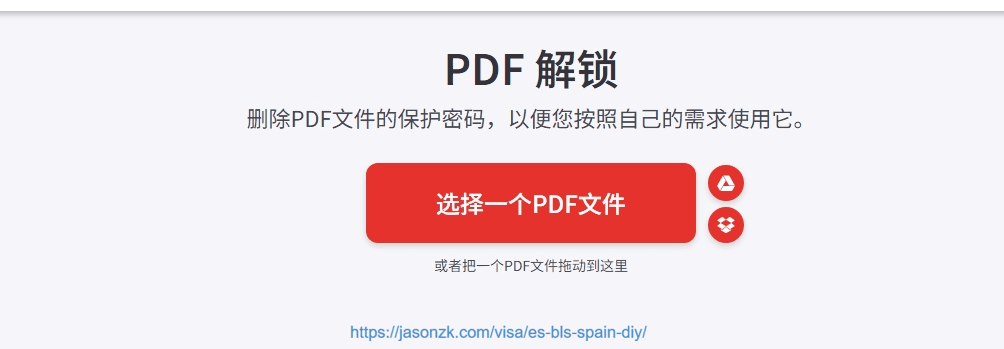 PDF 解锁
删除PDF文件的保护密码，以便您按照自己的需求使用它。
选择一个PDF文件
或者把一个PDF文件拖动到这里
https://jasonzk.com/visa/es-bls-spain-diy/